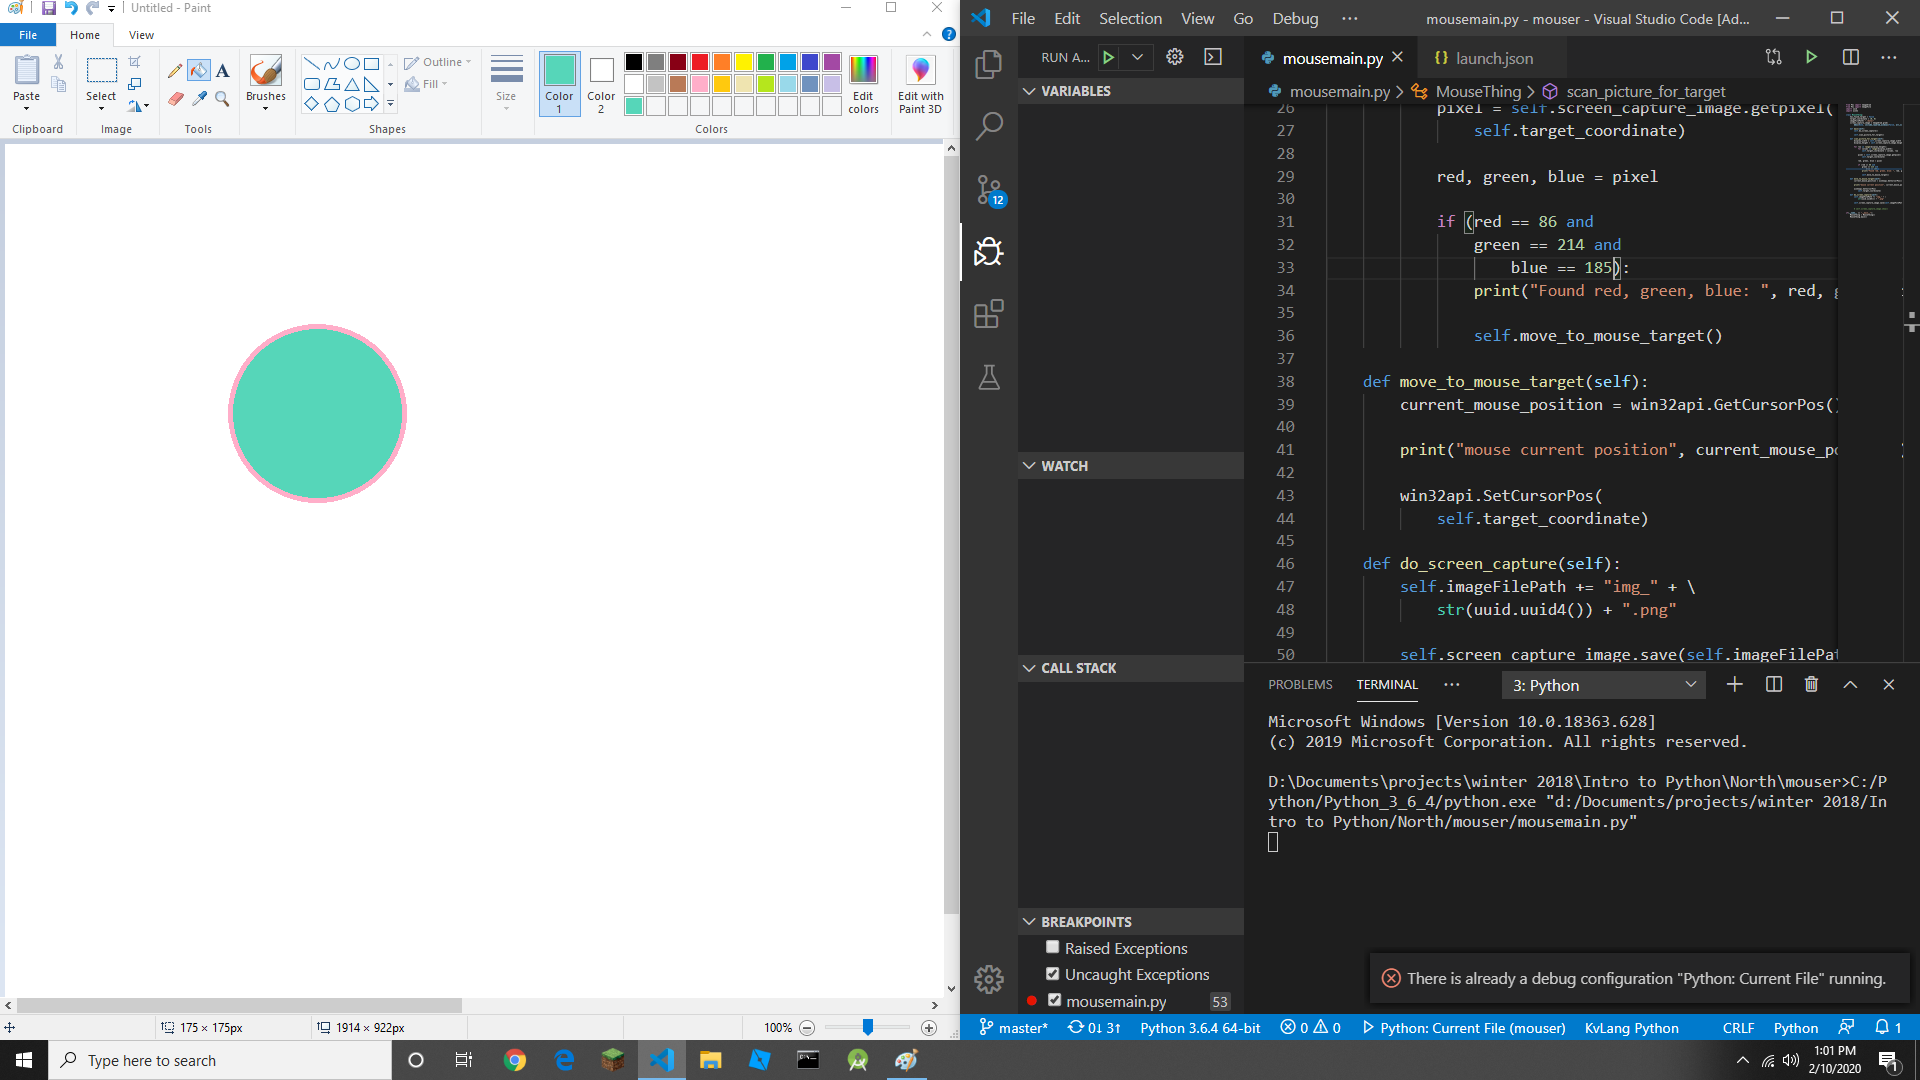 Untitled - Paint
File
Home
View
Paste
Select
Brushes
Outline
Fill
Size
Color
1
Color
2
Edit
colors
Edit with
Paint 3D
Clipboard
Image
Tools
Shapes
Colors
175 × 175px
1914 × 922px
100%
File Edit Selection View Go Debug ··· mousemain.py - mouser - Visual Studio Code [Ad...
RUN A...
mousemain.py
{} launch.json
mousemain.py > MouseThing > scan_picture_for_target
12
VARIABLES
WATCH
CALL STACK
BREAKPOINTS
Raised Exceptions
Uncaught Exceptions
mousemain.py 53
26 pixel = self.screen_capture_image.getpixel(
27 self.target_coordinate)
28
29 red, green, blue = pixel
30
31 if (red == 86 and
32 green == 214 and
33 blue == 185):
34 print("Found red, green, blue: ", red, g
35
36 self.move_to_mouse_target()
37
38 def move_to_mouse_target(self):
39 current_mouse_position = win32api.GetCursorPos()
40
41 print("mouse current position", current_mouse_po
42
43 win32api.SetCursorPos(
44 self.target_coordinate)
45
46 def do_screen_capture(self):
47 self.imageFilePath += "img_" + \
48 str(uuid.uuid4()) + ".png"
49
50 self.screen_capture_image.save(self.imageFilePat
PROBLEMS TERMINAL ··· 3: Python
Microsoft Windows [Version 10.0.18363.628]
(c) 2019 Microsoft Corporation. All rights reserved.
D:\Documents\projects\winter 2018\Intro to Python\North\mouser>C:/P
ython/Python_3_6_4/python.exe "d:/Documents/projects/winter 2018/In
tro to Python/North/mouser/mousemain.py"
There is already a debug configuration "Python: Current File" running.
master* 0↓ 3↑ Python 3.6.4 64-bit 0 0 Python: Current File (mouser) KvLang Python CRLF Python 1
Type here to search
1:01 PM
2/10/2020
1